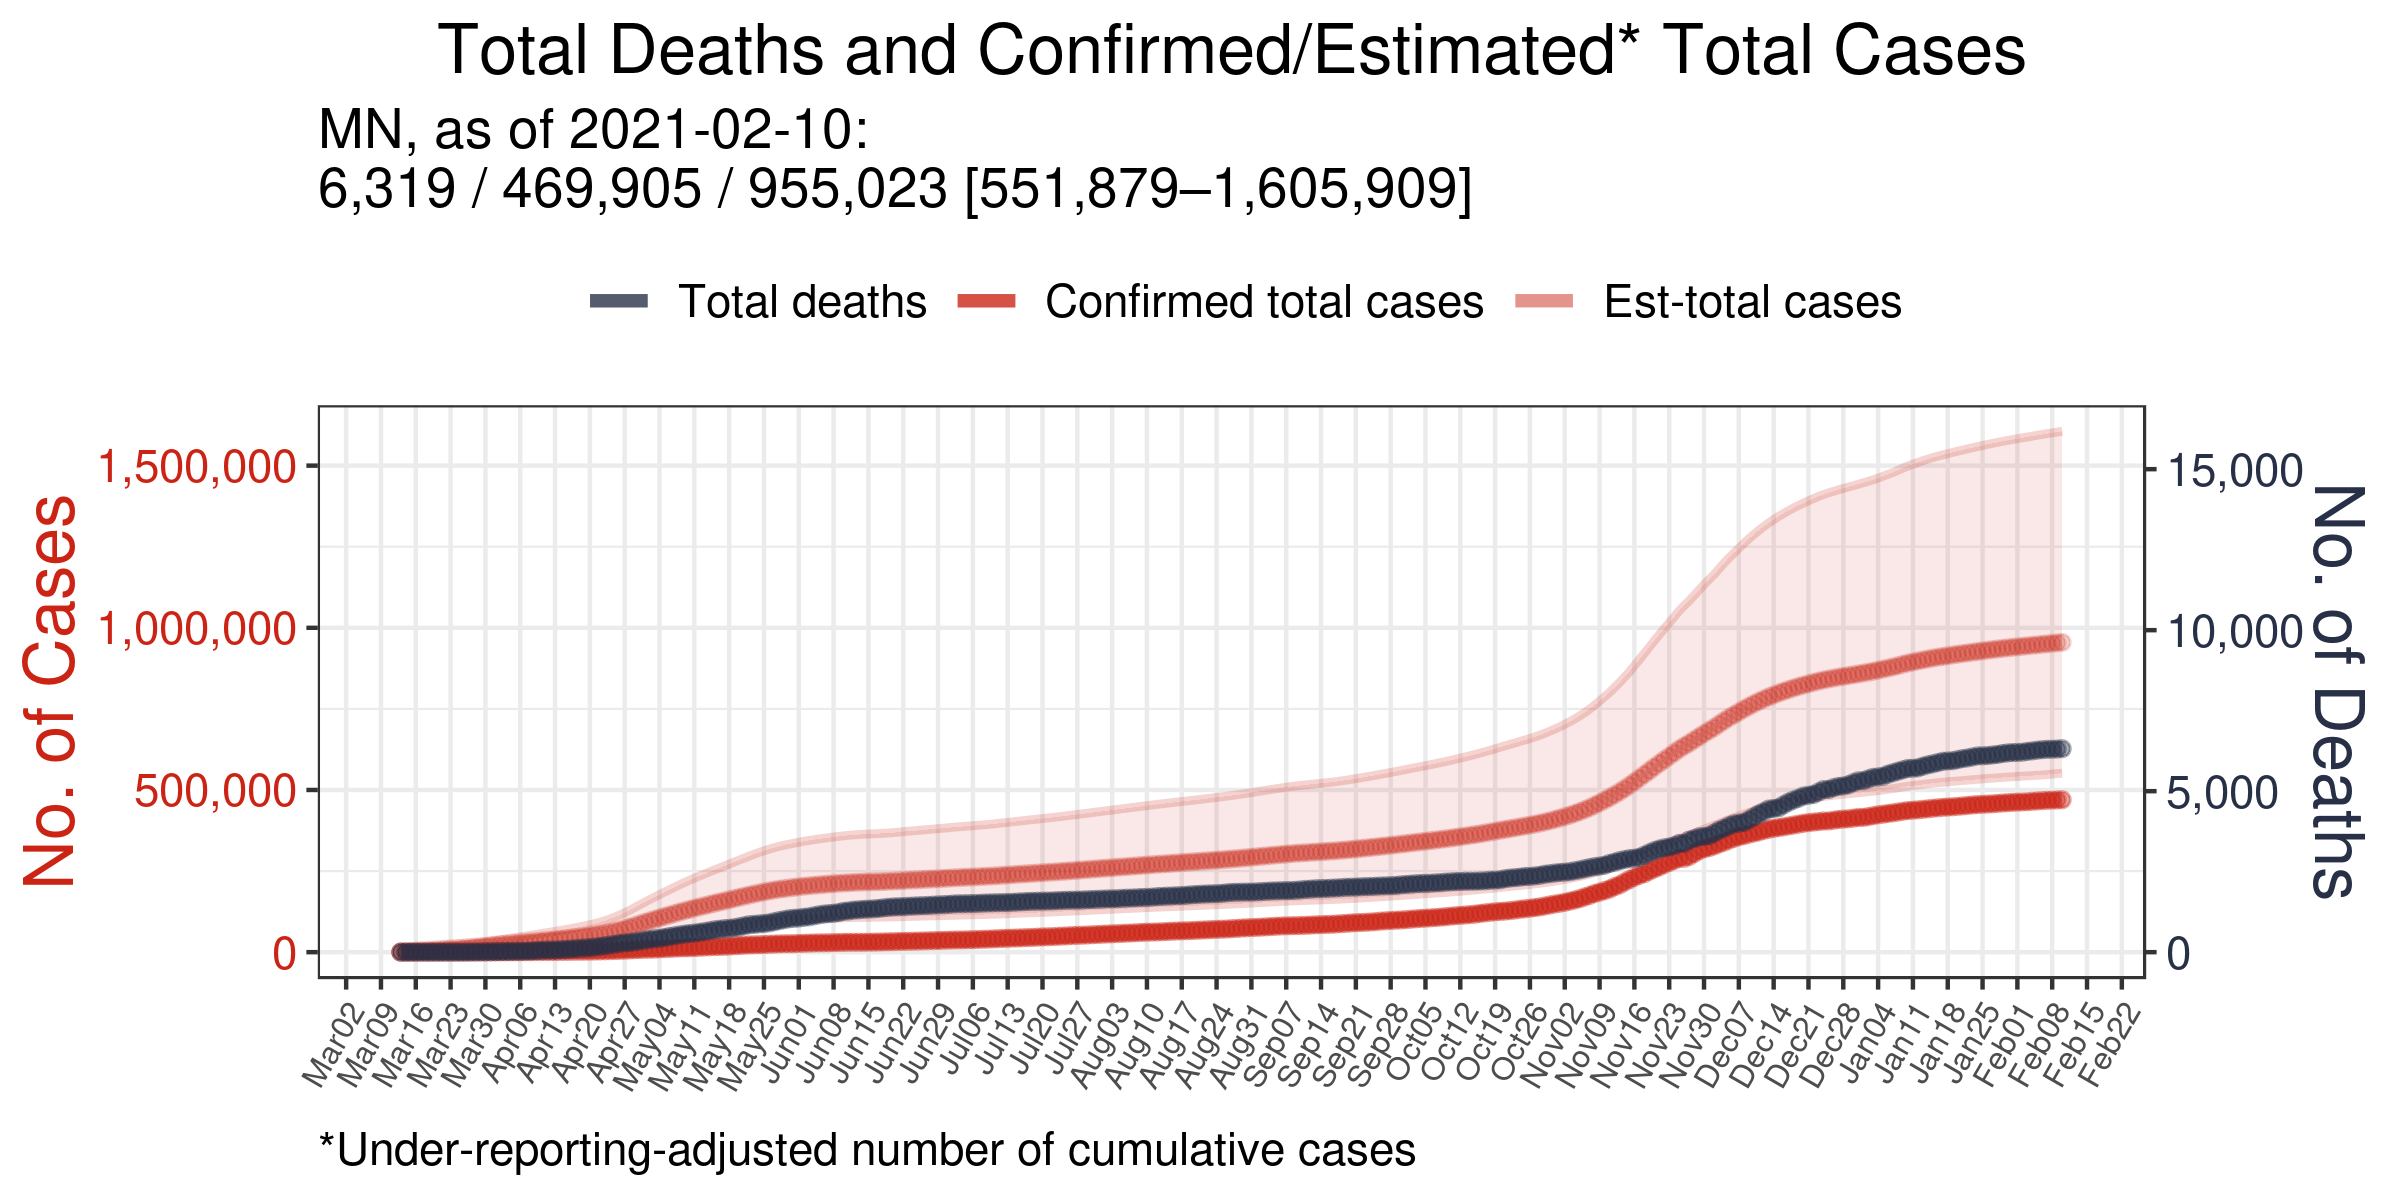 Total Deaths and Confirmed/Estimated* Total Cases
MN, as of 2021-02-10:
6,319 / 469,905 / 955,023 [551,879–1,605,909]
Total deaths
Confirmed total cases
Est-total cases
No. of Cases
1,500,000
1,000,000
500,000
0
15,000
10,000
5,000
0
No. of Deaths
Mar02
Mar09
Mar16
Mar23
Mar30
Apr06
Apr13
Apr20
Apr27
May04
May11
May18
May25
Jun01
Jun08
Jun15
Jun22
Jun29
Jul06
Jul13
Jul20
Jul27
Aug03
Aug10
Aug17
Aug24
Aug31
Sep07
Sep14
Sep21
Sep28
Oct05
Oct12
Oct19
Oct26
Nov02
Nov09
Nov16
Nov23
Nov30
Dec07
Dec14
Dec21
Dec28
Jan04
Jan11
Jan18
Jan25
Feb01
Feb08
Feb15
Feb22
*Under-reporting-adjusted number of cumulative cases